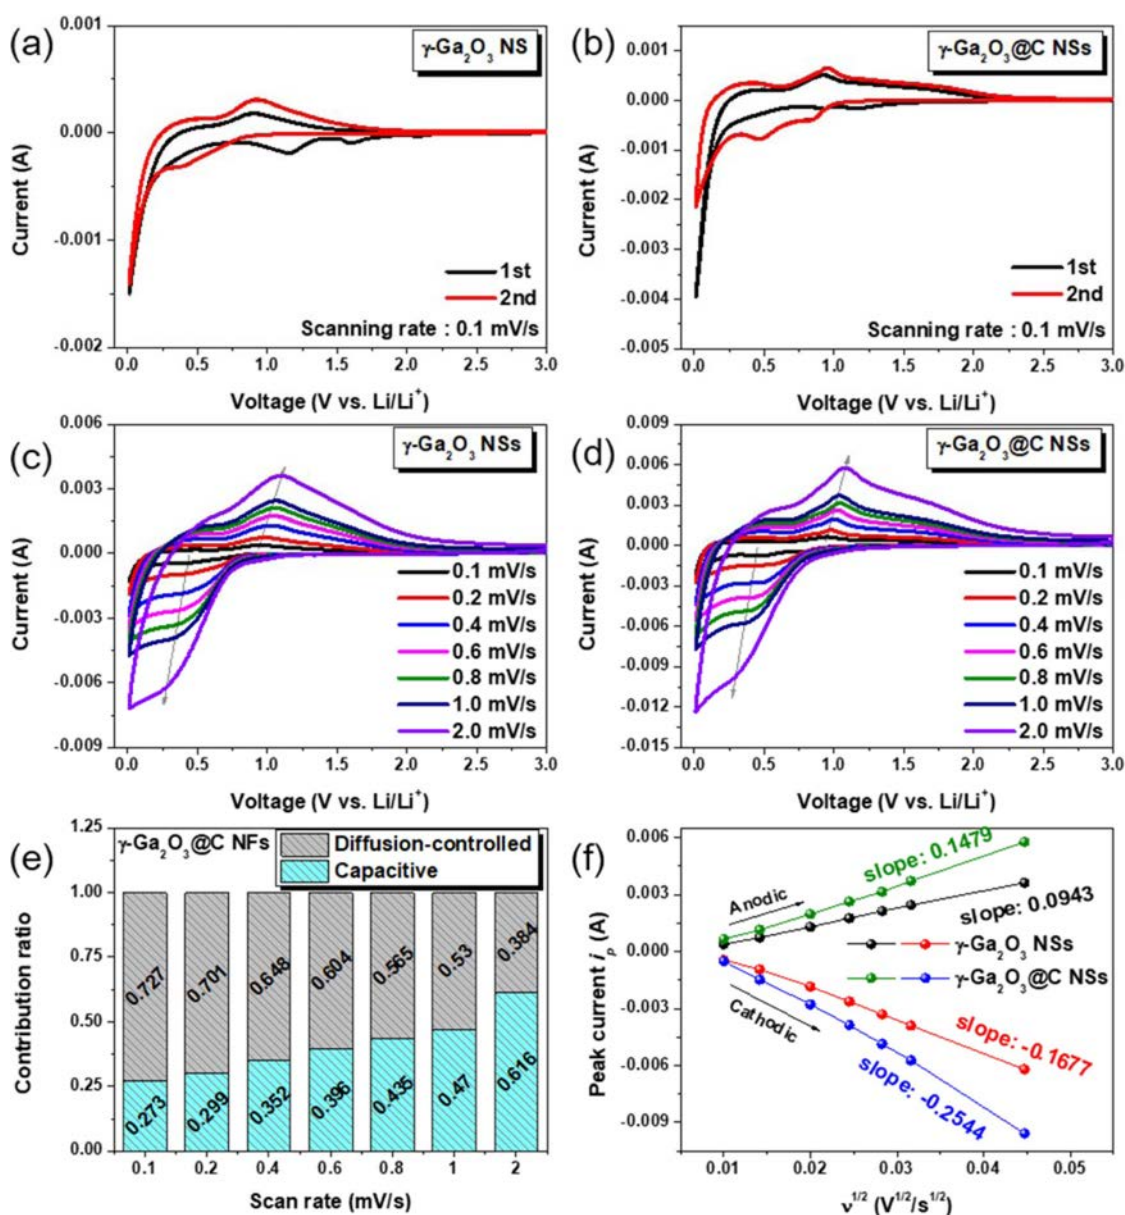 (a)
γ-Ga₂O₃ NS
0.001
0.000
-0.001
-0.002
Current (A)
1st
2nd
Scanning rate : 0.1 mV/s
0.0 0.5 1.0 1.5 2.0 2.5 3.0
Voltage (V vs. Li/Li⁺)
(b)
γ-Ga₂O₃@C NSs
0.001
0.000
-0.001
-0.002
-0.003
-0.004
-0.005
Current (A)
1st
2nd
Scanning rate : 0.1 mV/s
0.0 0.5 1.0 1.5 2.0 2.5 3.0
Voltage (V vs. Li/Li⁺)
(c)
γ-Ga₂O₃ NSs
0.006
0.003
0.000
-0.003
-0.006
-0.009
Current (A)
0.1 mV/s
0.2 mV/s
0.4 mV/s
0.6 mV/s
0.8 mV/s
1.0 mV/s
2.0 mV/s
0.0 0.5 1.0 1.5 2.0 2.5 3.0
Voltage (V vs. Li/Li⁺)
(d)
γ-Ga₂O₃@C NSs
0.009
0.006
0.003
0.000
-0.003
-0.006
-0.009
-0.012
-0.015
Current (A)
0.1 mV/s
0.2 mV/s
0.4 mV/s
0.6 mV/s
0.8 mV/s
1.0 mV/s
2.0 mV/s
0.0 0.5 1.0 1.5 2.0 2.5 3.0
Voltage (V vs. Li/Li⁺)
(e)
γ-Ga₂O₃@C NFs
Diffusion-controlled
Capacitive
1.25
1.00
0.75
0.50
0.25
0.00
Contribution ratio
0.727 0.701 0.648 0.604 0.565 0.53 0.384
0.273 0.299 0.352 0.396 0.435 0.47 0.616
0.1 0.2 0.4 0.6 0.8 1 2
Scan rate (mV/s)
(f)
0.006
0.003
0.000
-0.003
-0.006
-0.009
Peak current iₚ (A)
slope: 0.1479
Anodic
slope: 0.0943
γ-Ga₂O₃ NSs
γ-Ga₂O₃@C NSs
Cathodic
slope: -0.1677
slope: -0.2544
0.01 0.02 0.03 0.04 0.05
ν¹ᐟ² (V¹ᐟ²/s¹ᐟ²)